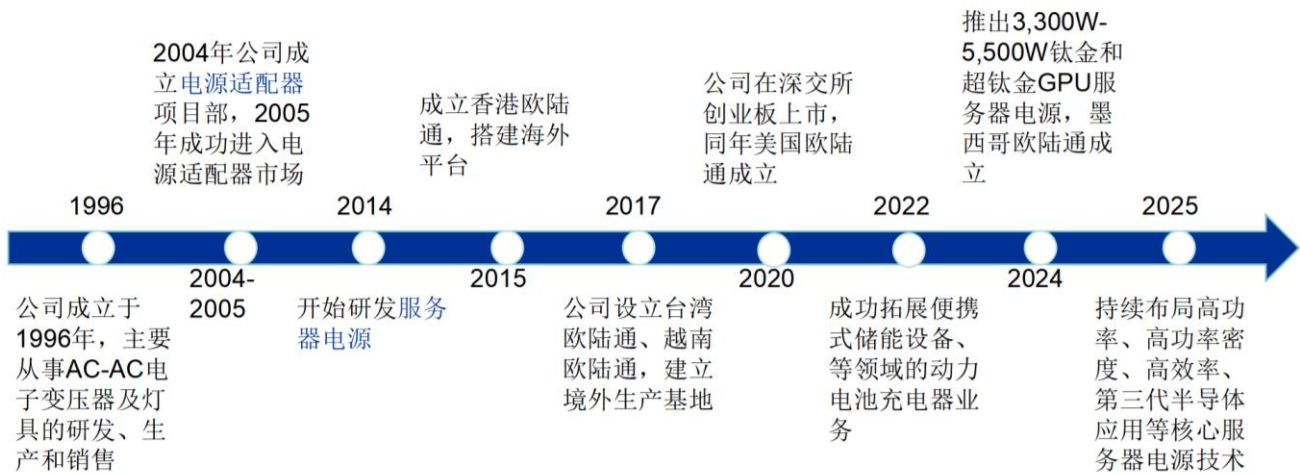 1996
公司成立于
1996年，主要
从事AC-AC电
子变压器及灯
具的研发、生
产和销售
2004年公司成
立电源适配器
项目部，2005
年成功进入电
源适配器市场
2004-
2005
2014
开始研发服务
器电源
成立香港欧陆
通，搭建海外
平台
2015
2017
公司设立台湾
欧陆通、越南
欧陆通，建立
境外生产基地
公司在深交所
创业板上市，
同年美国欧陆
通成立
2020
2022
成功拓展便携
式储能设备、
等领域的动力
电池充电器业
务
推出3,300W-
5,500W钛金和
超钛金GPU服
务器电源，墨
西哥欧陆通成
立
2024
2025
持续布局高功
率、高功率密
度、高效率、
第三代半导体
应用等核心服
务器电源技术